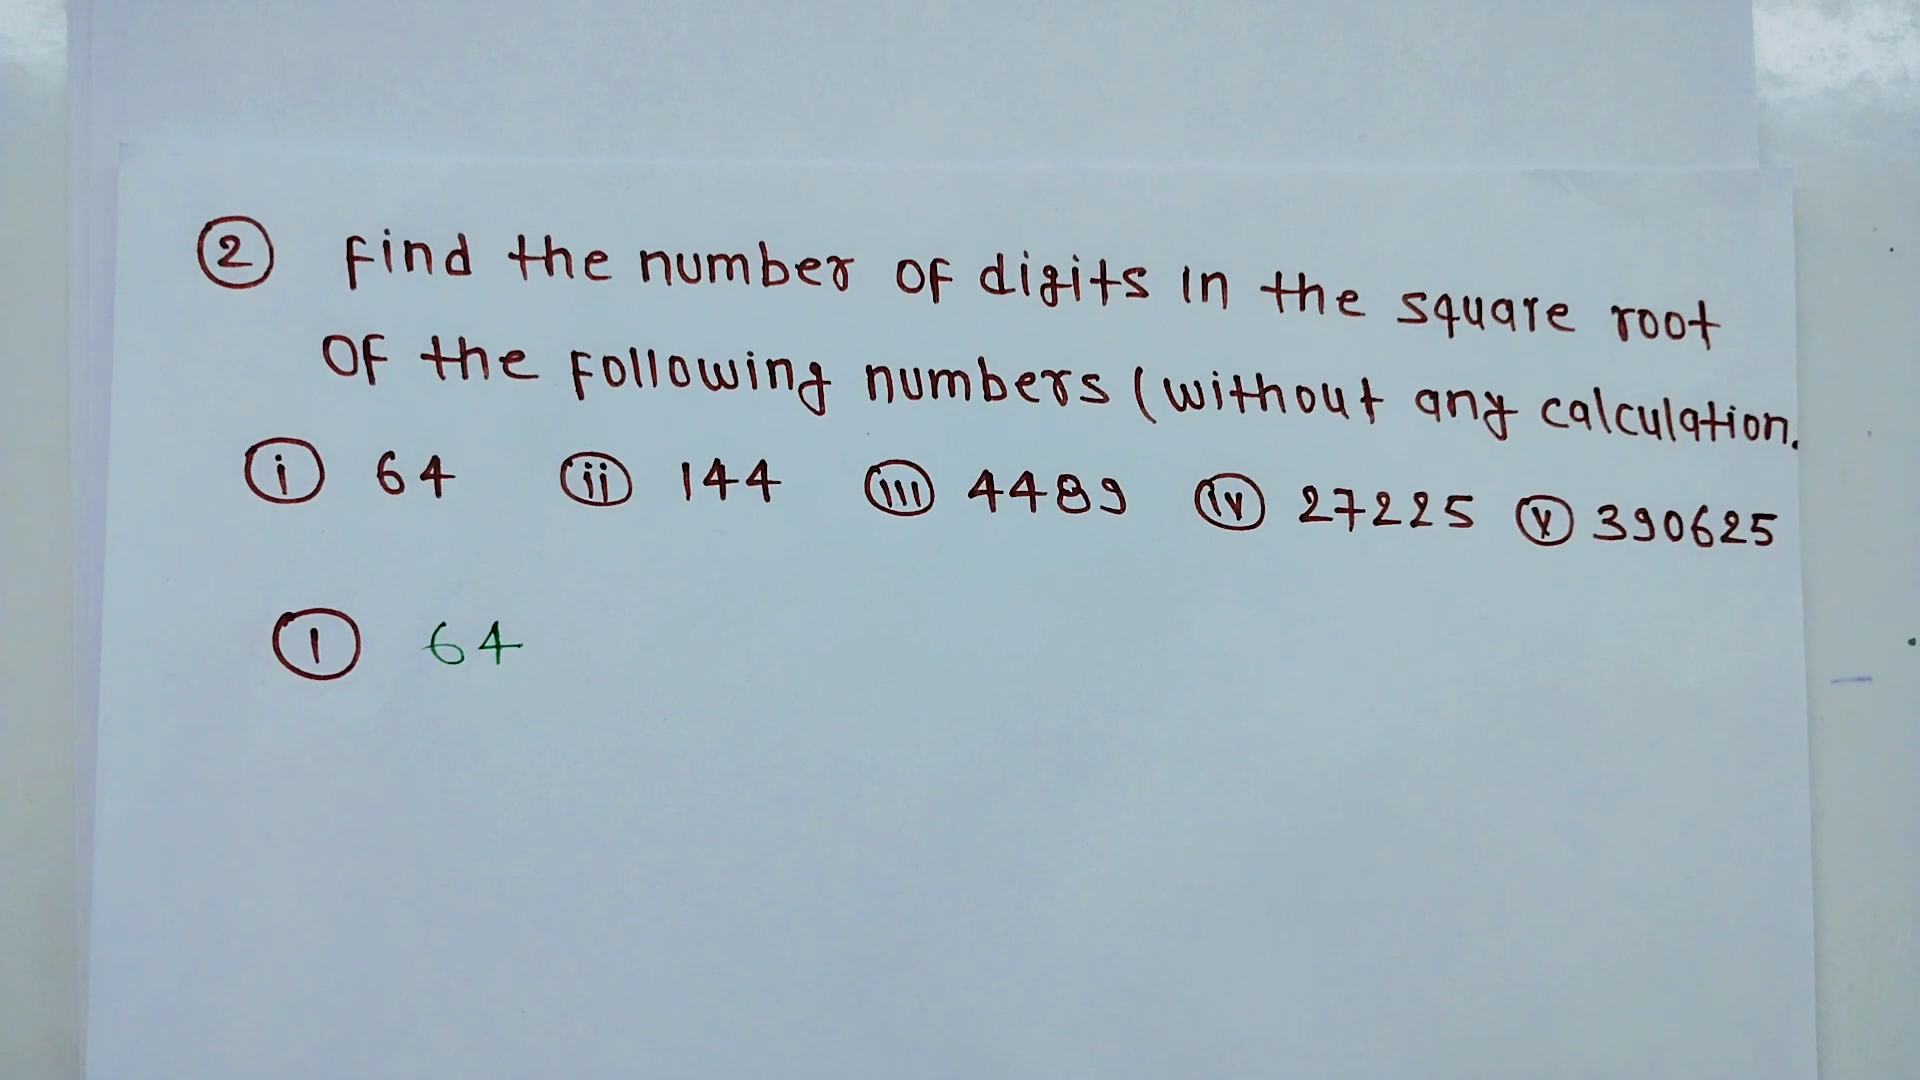 ② Find the number of digits in the square root
of the following numbers (without any calculation.
ⓘ 64 ⓘⓘ 144 ⓘⓘⓘ 4489 ⓘⓥ 27225 ⓥ 390625
① 64